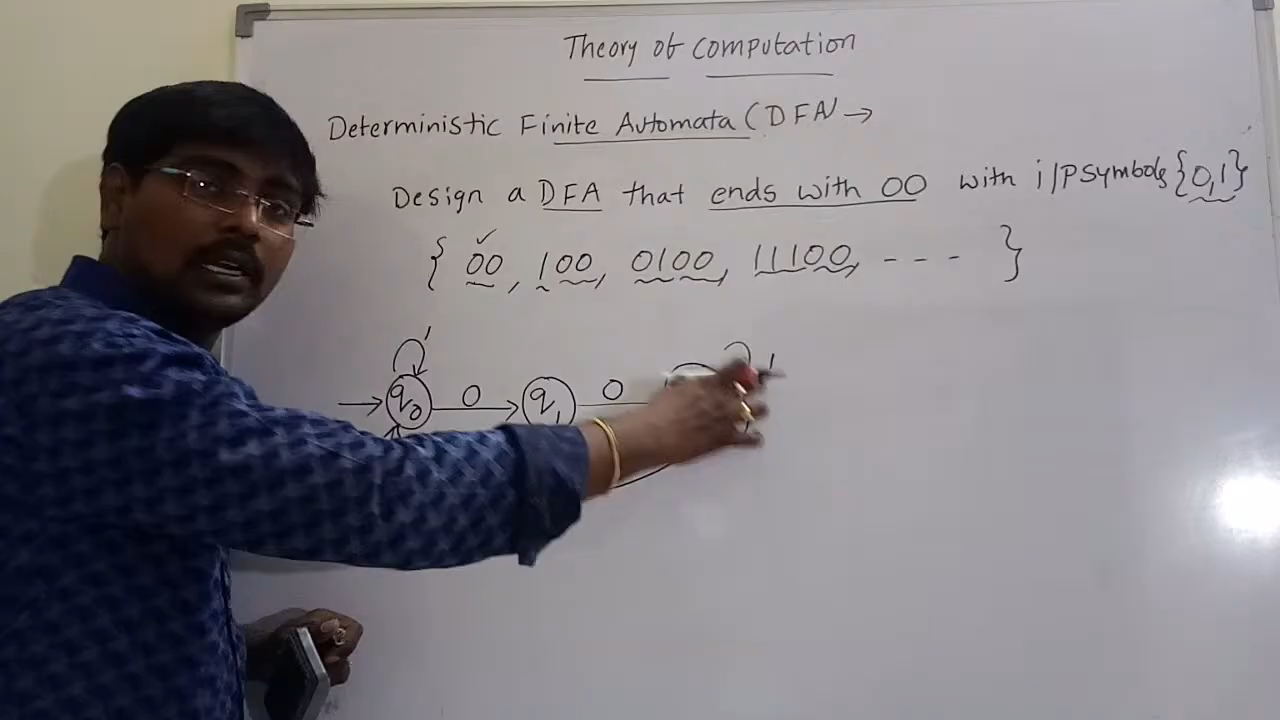 Theory of computation
Deterministic Finite Automata (DFA) →
Design a DFA that ends with 00 with i/p symbols {0,1}
{ 00, 100, 0100, 11100, - - - }
1 1
→ q0 0 q1 0